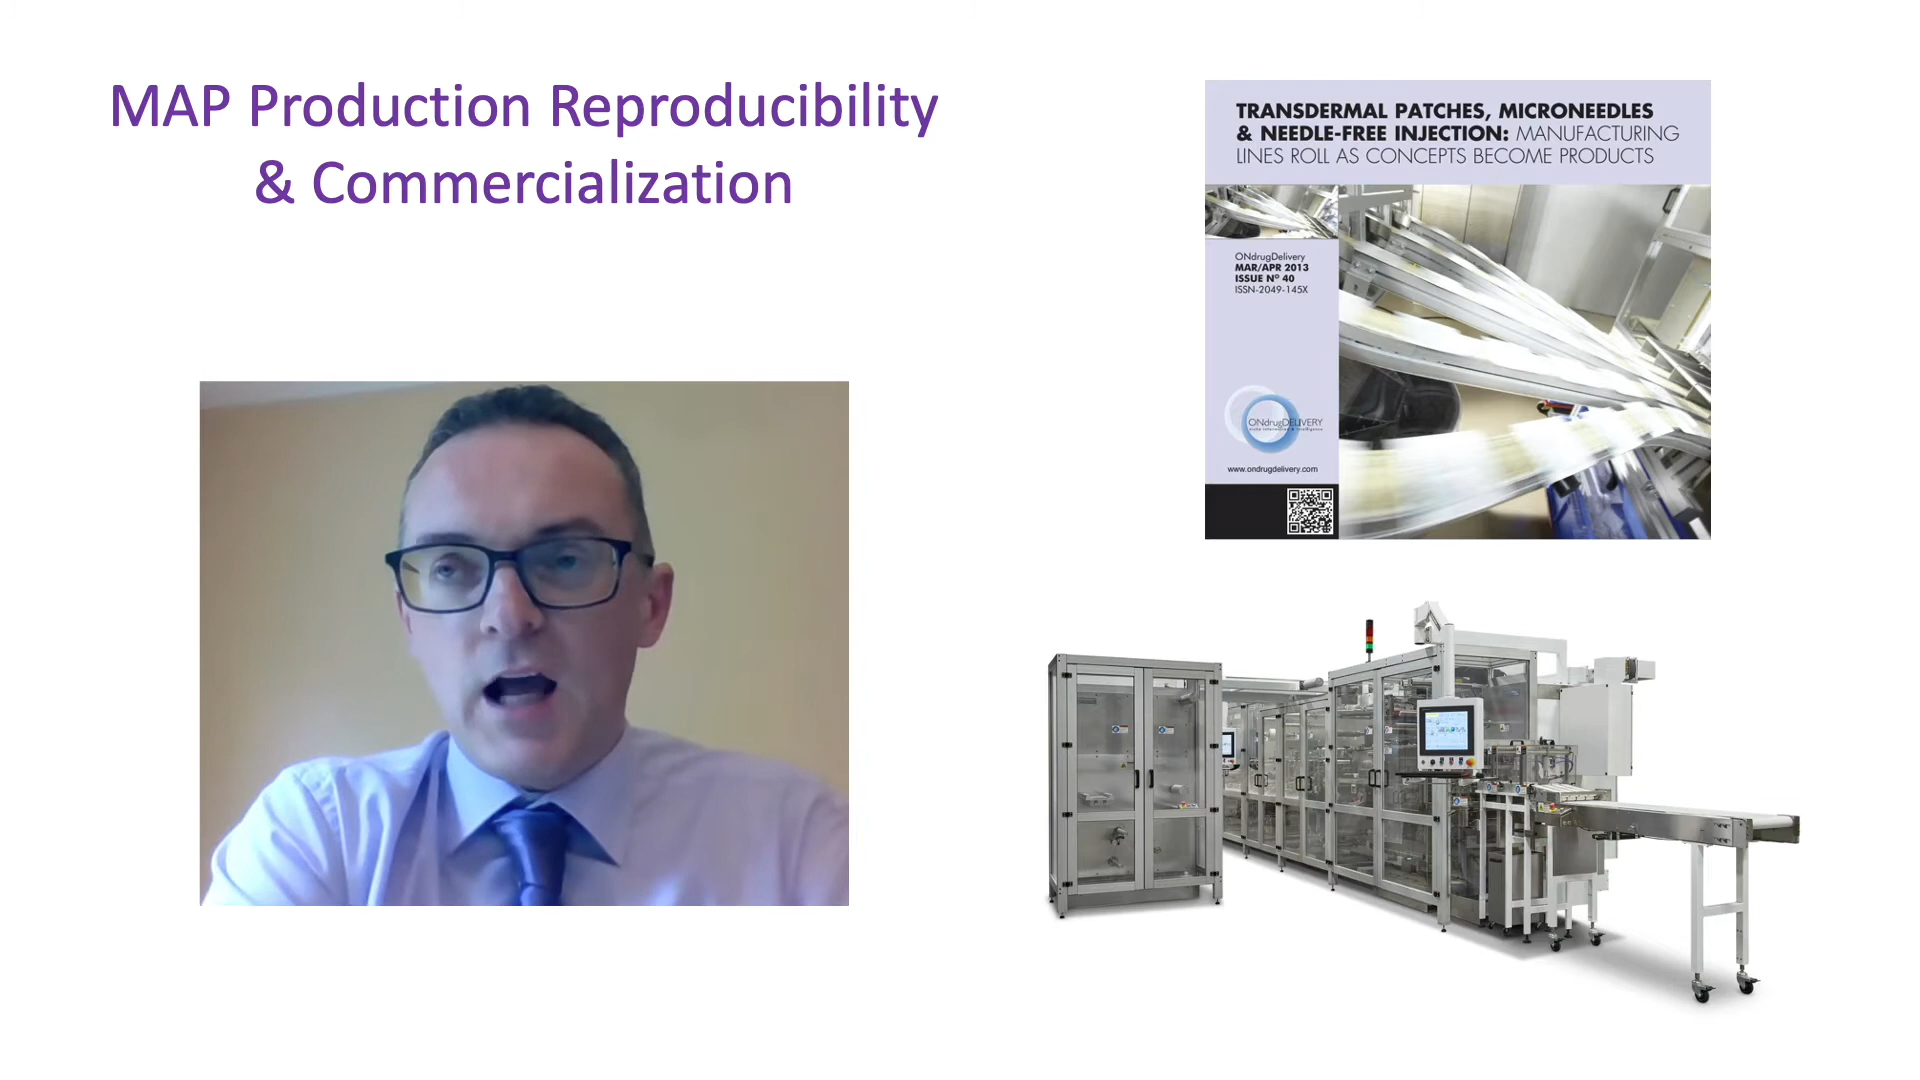 MAP Production Reproducibility
& Commercialization
TRANSDERMAL PATCHES, MICRONEEDLES
& NEEDLE-FREE INJECTION: MANUFACTURING
LINES ROLL AS CONCEPTS BECOME PRODUCTS
ONdrugDelivery
MAR/APR 2013
ISSUE Nº 40
ISSN-2049-145X
ONdrugDELIVERY
www.ondrugdelivery.com